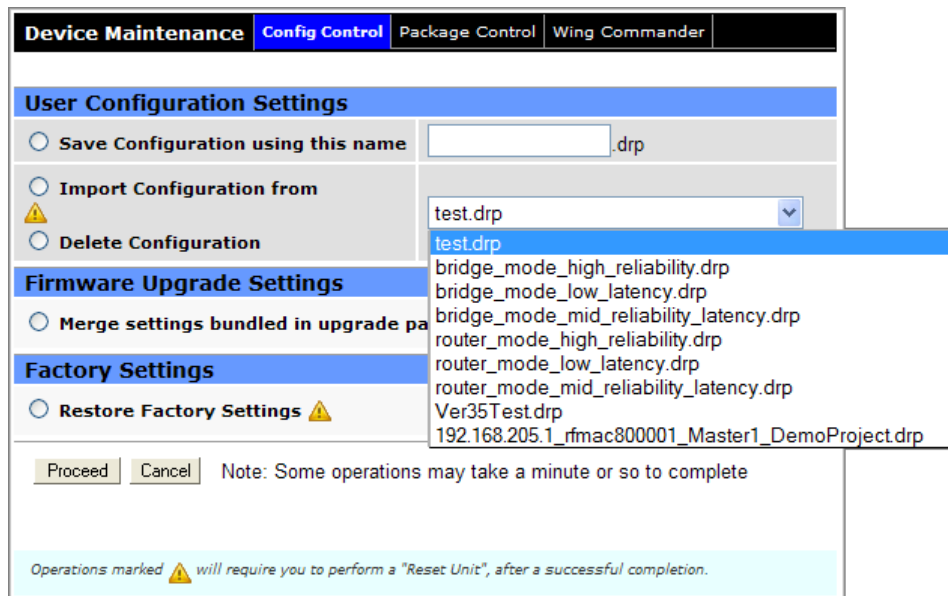 Device Maintenance Config Control Package Control Wing Commander
User Configuration Settings
Save Configuration using this name .drp
Import Configuration from
test.drp
Delete Configuration
test.drp
bridge_mode_high_reliability.drp
bridge_mode_low_latency.drp
bridge_mode_mid_reliability_latency.drp
router_mode_high_reliability.drp
router_mode_low_latency.drp
router_mode_mid_reliability_latency.drp
Ver35Test.drp
192.168.205.1_rfmac800001_Master1_DemoProject.drp
Firmware Upgrade Settings
Merge settings bundled in upgrade pa
Factory Settings
Restore Factory Settings
Proceed Cancel Note: Some operations may take a minute or so to complete
Operations marked will require you to perform a "Reset Unit", after a successful completion.